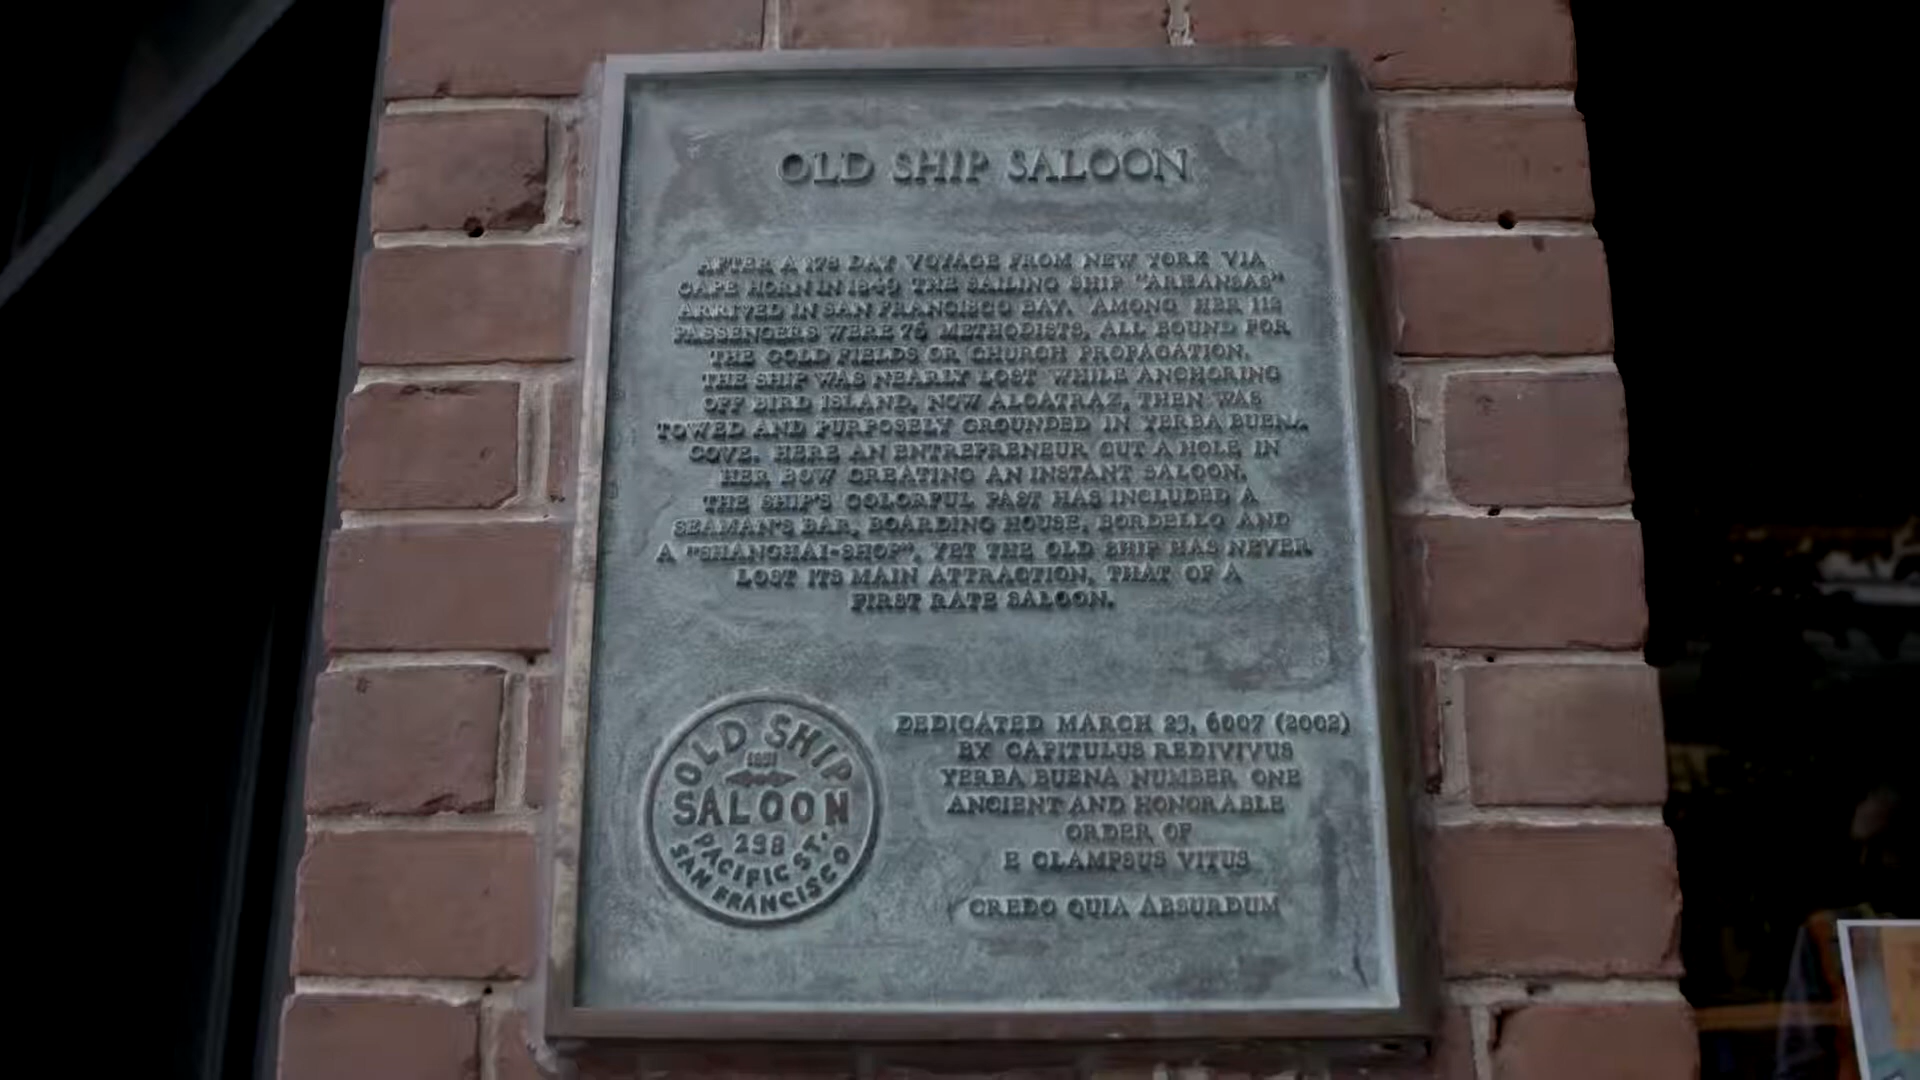 OLD SHIP SALOON
AFTER A 178 DAY VOYAGE FROM NEW YORK VIA
CAPE HORN IN 1849, THE SAILING SHIP "ARKANSAS"
ARRIVED IN SAN FRANCISCO BAY. AMONG HER 112
PASSENGERS WERE 76 METHODISTS, ALL BOUND FOR
THE GOLD FIELDS OR CHURCH PROPAGATION.
THE SHIP WAS NEARLY LOST WHILE ANCHORING
OFF BIRD ISLAND, NOW ALCATRAZ, THEN WAS
TOWED AND PURPOSELY GROUNDED IN YERBA BUENA
COVE. HERE AN ENTREPRENEUR CUT A HOLE IN
HER BOW CREATING AN INSTANT SALOON.
THE SHIP'S COLORFUL PAST HAS INCLUDED A
SEAMAN'S BAR, BOARDING HOUSE, BORDELLO AND
A "SHANGHAI-SHOP", YET THE OLD SHIP HAS NEVER
LOST ITS MAIN ATTRACTION, THAT OF A
FIRST RATE SALOON.
OLD SHIP
1851
SALOON
298
PACIFIC ST.
SAN FRANCISCO
DEDICATED MARCH 23, 6007 (2002)
BY CAPITULUS REDIVIVUS
YERBA BUENA NUMBER ONE
ANCIENT AND HONORABLE
ORDER OF
E CLAMPSUS VITUS
CREDO QUIA ABSURDUM